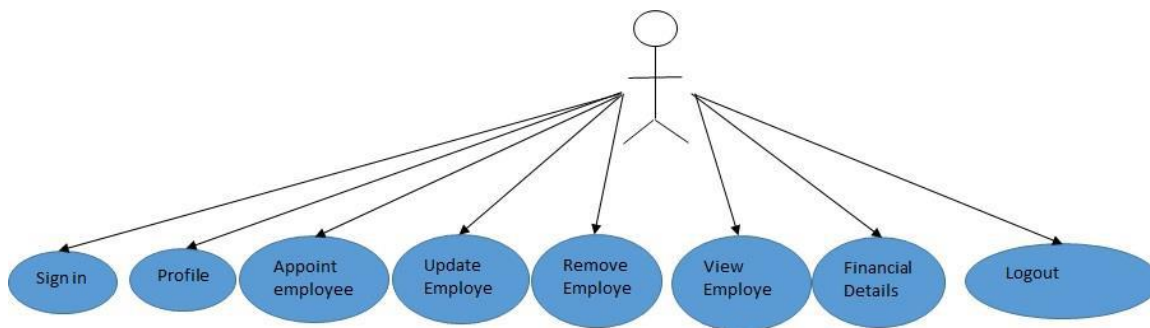 Sign in
Profile
Appoint
employee
Update
Employe
Remove
Employe
View
Employe
Financial
Details
Logout